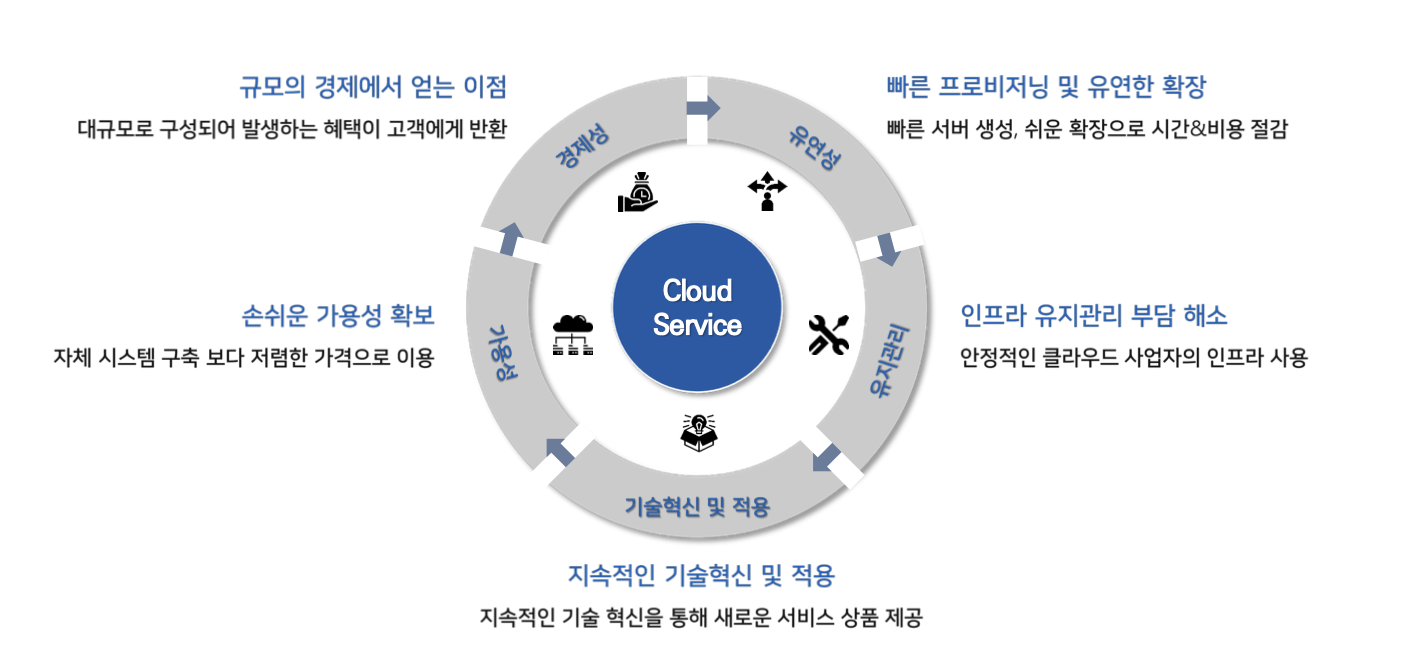 규모의 경제에서 얻는 이점
대규모로 구성되어 발생하는 혜택이 고객에게 반환
빠른 프로비저닝 및 유연한 확장
빠른 서버 생성, 쉬운 확장으로 시간&비용 절감
경제성
유연성
Cloud
Service
손쉬운 가용성 확보
자체 시스템 구축 보다 저렴한 가격으로 이용
가용성
유지관리
인프라 유지관리 부담 해소
안정적인 클라우드 사업자의 인프라 사용
기술혁신 및 적용
지속적인 기술혁신 및 적용
지속적인 기술 혁신을 통해 새로운 서비스 상품 제공